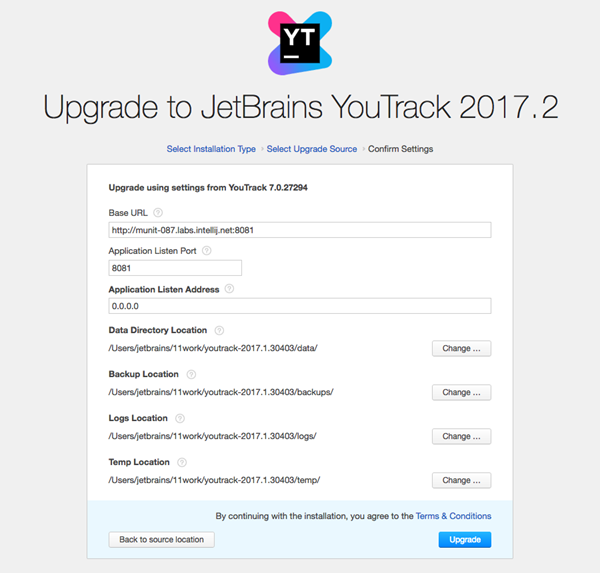 YT
Upgrade to JetBrains YouTrack 2017.2
Select Installation Type Select Upgrade Source Confirm Settings
Upgrade using settings from YouTrack 7.0.27294
Base URL ?
http://munit-087.labs.intellij.net:8081
Application Listen Port ?
8081
Application Listen Address ?
0.0.0.0
Data Directory Location ?
/Users/jetbrains/11work/youtrack-2017.1.30403/data/ Change ...
Backup Location ?
/Users/jetbrains/11work/youtrack-2017.1.30403/backups/ Change ...
Logs Location ?
/Users/jetbrains/11work/youtrack-2017.1.30403/logs/ Change ...
Temp Location ?
/Users/jetbrains/11work/youtrack-2017.1.30403/temp/ Change ...
By continuing with the installation, you agree to the Terms & Conditions
Back to source location Upgrade